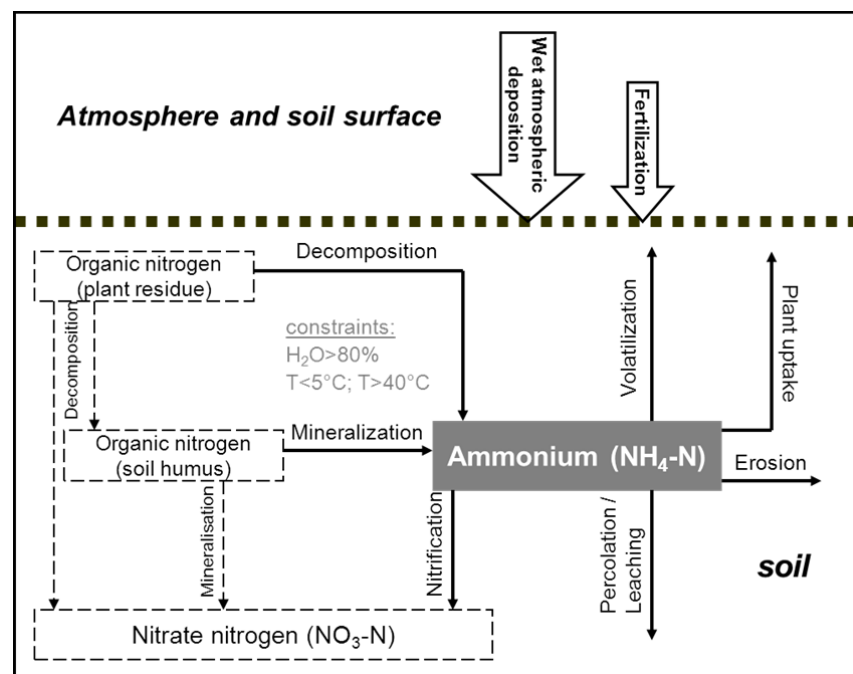 Wet atmospheric
deposition
Fertilization
Atmosphere and soil surface
Decomposition
Organic nitrogen
(plant residue)
Decomposition
constraints:
H₂O>80%
T<5°C; T>40°C
Volatilization
Plant uptake
Organic nitrogen
(soil humus)
Mineralization
Ammonium (NH₄-N)
Erosion
Mineralisation
Nitrification
Percolation /
Leaching
soil
Nitrate nitrogen (NO₃-N)